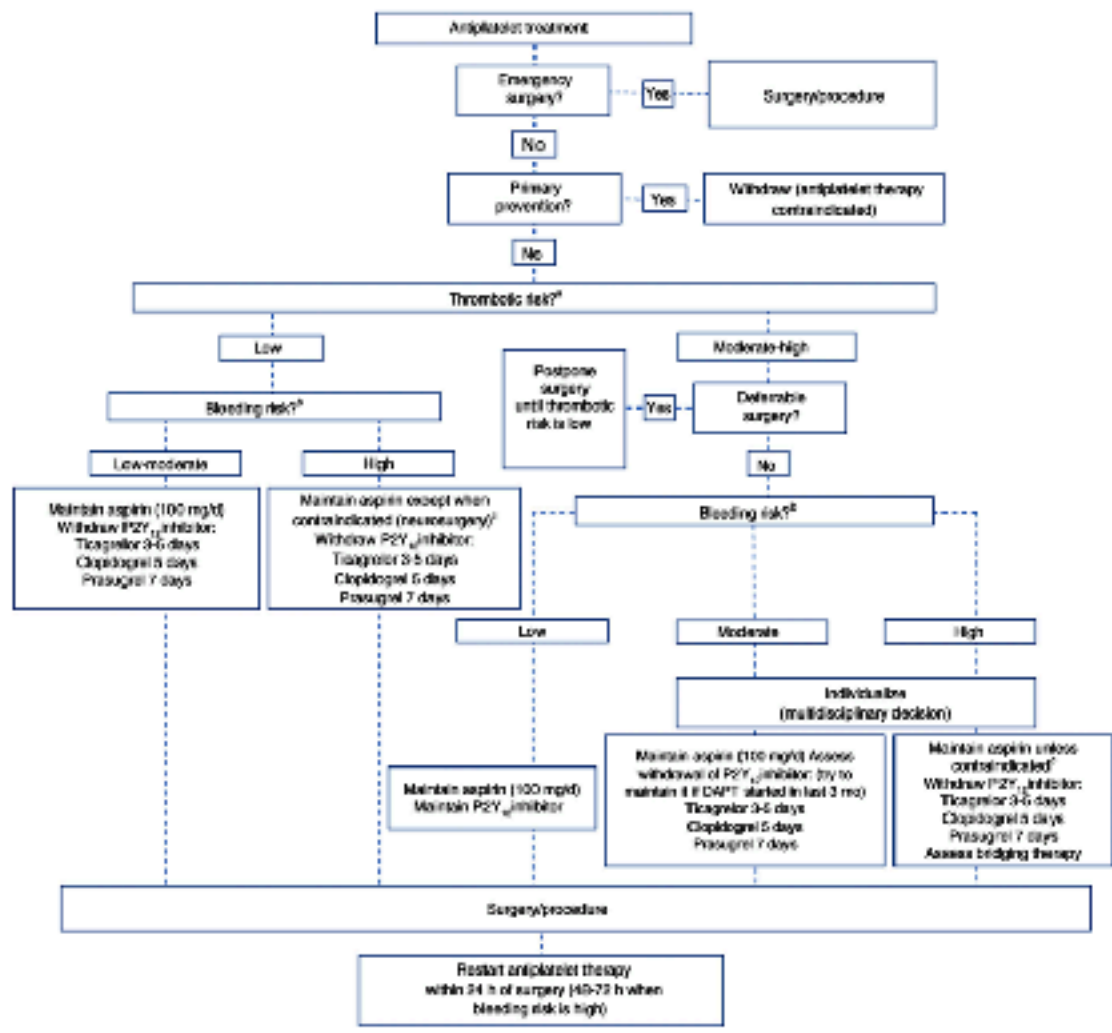 Antiplatelet treatment
Emergency
surgery?
Yes
Surgery/procedure
No
Primary
prevention?
Yes
Withdraw (antiplatelet therapy
contraindicated)
No
Thrombotic risk?ª
Low
Moderate-high
Postpone
surgery
until thrombotic
risk is low
Yes
Deferrable
surgery?
Bleeding risk?
Low-moderate
High
No
Maintain aspirin (100 mg/d)
Withdraw P2Y₁₂ inhibitor:
Ticagrelor 3-5 days
Clopidogrel 5 days
Prasugrel 7 days
Maintain aspirin except when
contraindicated (neurosurgery)
Withdraw P2Y₁₂ inhibitor:
Ticagrelor 3-5 days
Clopidogrel 5 days
Prasugrel 7 days
Bleeding risk?
Low
Moderate
High
Individualize
(multidisciplinary decision)
Maintain aspirin (100 mg/d)
Maintain P2Y₁₂ inhibitor
Maintain aspirin (100 mg/d) Assess
withdrawal of P2Y₁₂ inhibitor: (try to
maintain it if DAPT started in last 3 mo)
Ticagrelor 3-5 days
Clopidogrel 5 days
Prasugrel 7 days
Maintain aspirin unless
contraindicated
Withdraw P2Y₁₂ inhibitor:
Ticagrelor 3-5 days
Clopidogrel 5 days
Prasugrel 7 days
Assess bridging therapy
Surgery/procedure
Restart antiplatelet therapy
within 24 h of surgery (48-72 h when
bleeding risk is high)